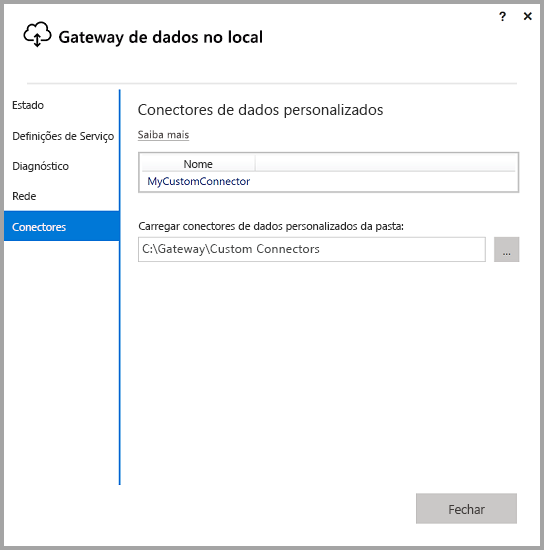 ?
Gateway de dados no local
Estado
Definições de Serviço
Diagnóstico
Rede
Conectores
Conectores de dados personalizados
Saiba mais
Nome
MyCustomConnector
Carregar conectores de dados personalizados da pasta:
C:\Gateway\Custom Connectors
...
Fechar